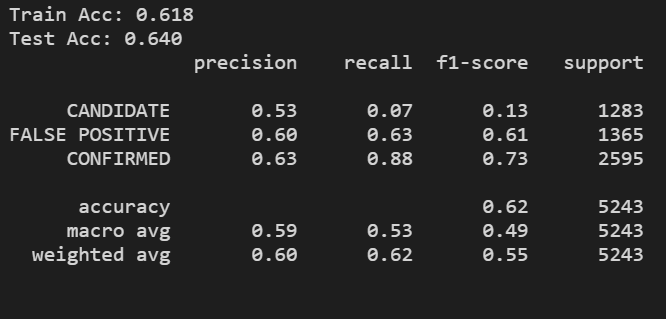 Train Acc: 0.618
Test Acc: 0.640
precision recall f1-score support
CANDIDATE 0.53 0.07 0.13 1283
FALSE POSITIVE 0.60 0.63 0.61 1365
CONFIRMED 0.63 0.88 0.73 2595
accuracy 0.62 5243
macro avg 0.59 0.53 0.49 5243
weighted avg 0.60 0.62 0.55 5243